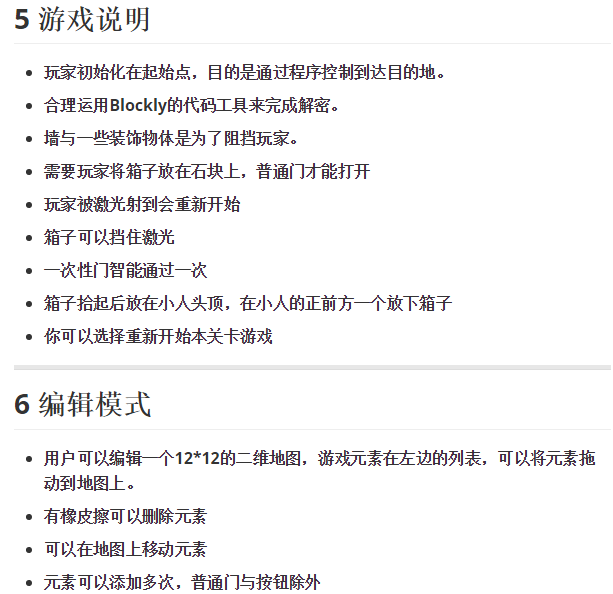 5 游戏说明
玩家初始化在起始点，目的是通过程序控制到达目的地。
合理运用Blockly的代码工具来完成解密。
墙与一些装饰物体是为了阻挡玩家。
需要玩家将箱子放在石块上，普通门才能打开
玩家被激光射到会重新开始
箱子可以挡住激光
一次性门智能通过一次
箱子拾起后放在小人头顶，在小人的正前方一个放下箱子
你可以选择重新开始本关卡游戏
6 编辑模式
用户可以编辑一个12*12的二维地图，游戏元素在左边的列表，可以将元素拖
动到地图上。
有橡皮擦可以删除元素
可以在地图上移动元素
元素可以添加多次，普通门与按钮除外